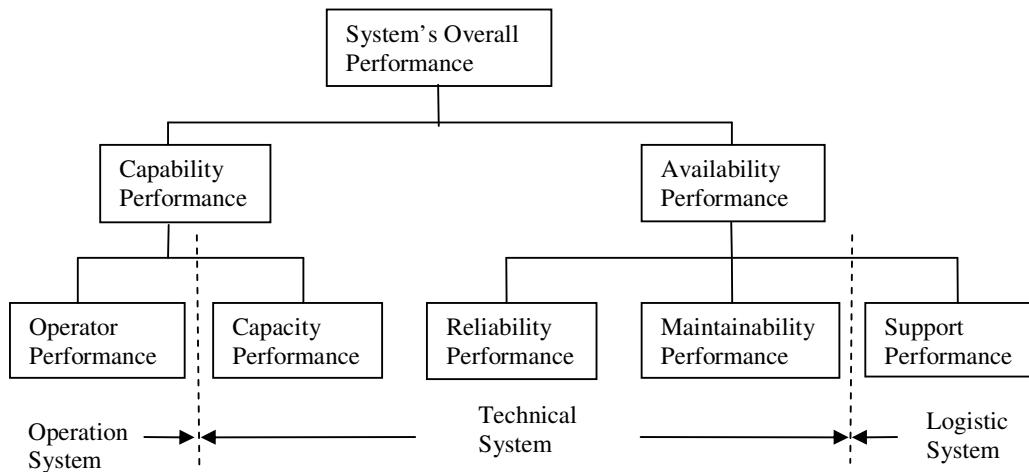 System's Overall
Performance
Capability
Performance
Availability
Performance
Operator
Performance
Capacity
Performance
Reliability
Performance
Maintainability
Performance
Support
Performance
Operation
System
Technical
System
Logistic
System